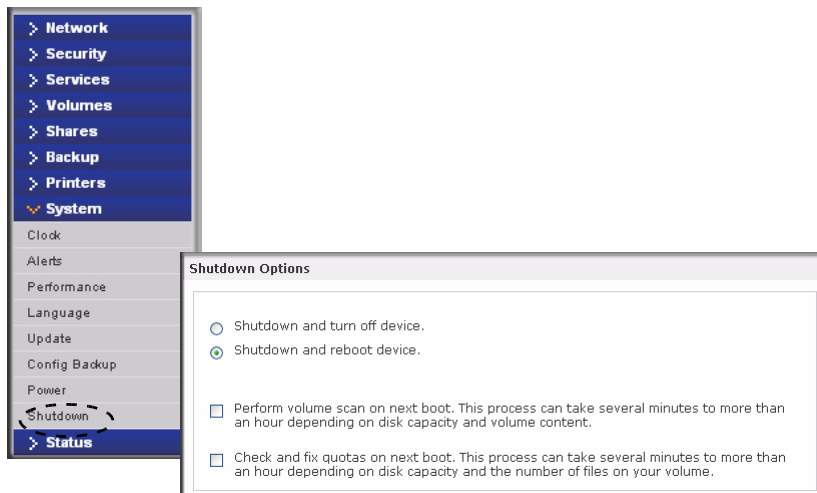 Network
Security
Services
Volumes
Shares
Backup
Printers
System
Clock
Alerts
Performance
Language
Update
Config Backup
Power
Shutdown
Status
Shutdown Options
Shutdown and turn off device.
Shutdown and reboot device.
Perform volume scan on next boot. This process can take several minutes to more than
an hour depending on disk capacity and volume content.
Check and fix quotas on next boot. This process can take several minutes to more than
an hour depending on disk capacity and the number of files on your volume.